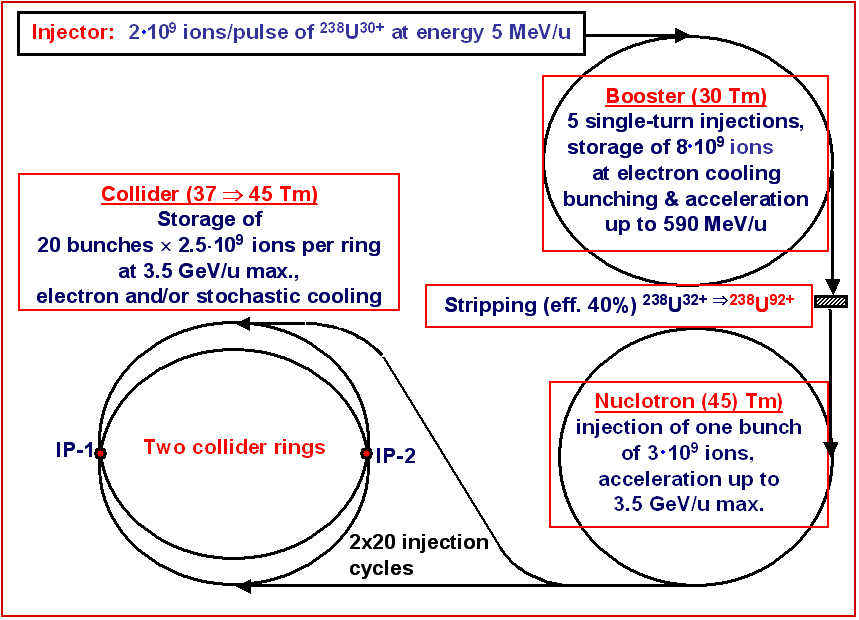 Injector: 2·10⁹ ions/pulse of ²³⁸U³⁰⁺ at energy 5 MeV/u
Booster (30 Tm)
5 single-turn injections,
storage of 8·10⁹ ions
at electron cooling
bunching & acceleration
up to 590 MeV/u
Collider (37 ⇒ 45 Tm)
Storage of
20 bunches × 2.5·10⁹ ions per ring
at 3.5 GeV/u max.,
electron and/or stochastic cooling
Stripping (eff. 40%) ²³⁸U³²⁺ ⇒ ²³⁸U⁹²⁺
Nuclotron (45) Tm)
injection of one bunch
of 3·10⁹ ions,
acceleration up to
3.5 GeV/u max.
IP-1
Two collider rings
IP-2
2x20 injection
cycles